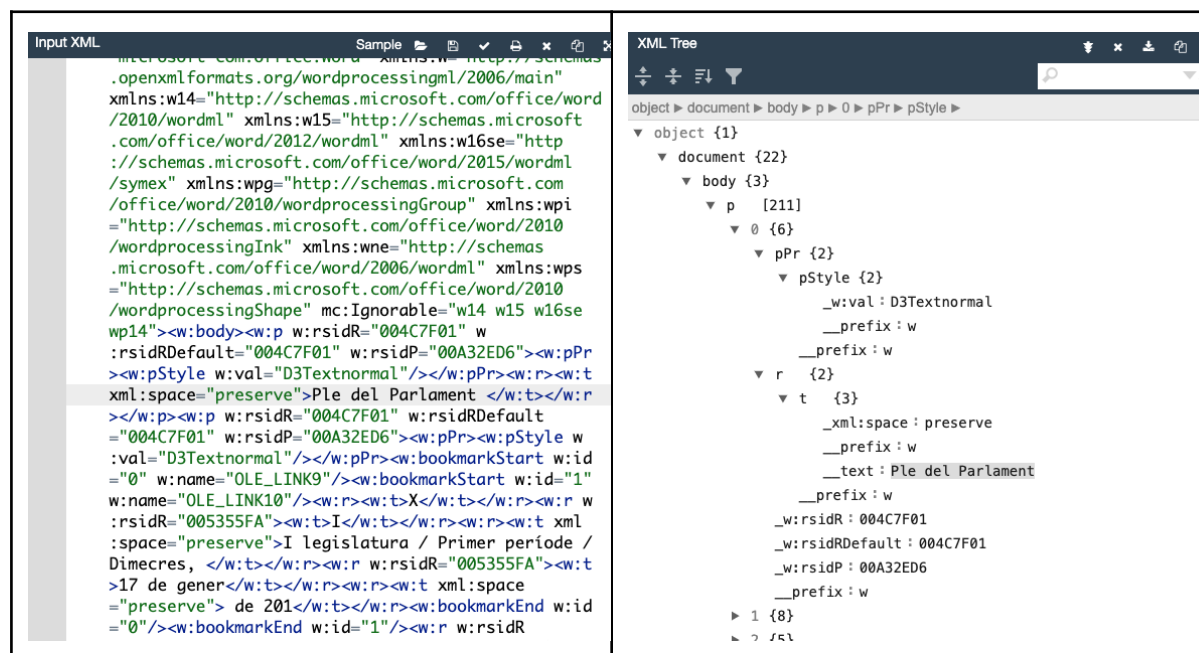 Input XML
Sample
microsoft com:office:word" xmlns:w="http://schemas
.openxmlformats.org/wordprocessingml/2006/main"
xmlns:w14="http://schemas.microsoft.com/office/word
/2010/wordml" xmlns:w15="http://schemas.microsoft
.com/office/word/2012/wordml" xmlns:w16se="http
://schemas.microsoft.com/office/word/2015/wordml
/symex" xmlns:wpg="http://schemas.microsoft.com
/office/word/2010/wordprocessingGroup" xmlns:wpi
="http://schemas.microsoft.com/office/word/2010
/wordprocessingInk" xmlns:wne="http://schemas
.microsoft.com/office/word/2006/wordml" xmlns:wps
="http://schemas.microsoft.com/office/word/2010
/wordprocessingShape" mc:Ignorable="w14 w15 w16se
wp14"><w:body><w:p w:rsidR="004C7F01" w
:rsidRDefault="004C7F01" w:rsidP="00A32ED6"><w:pPr
><w:pStyle w:val="D3Textnormal"/></w:pPr><w:r><w:t
xml:space="preserve">Ple del Parlament </w:t></w:r
></w:p><w:p w:rsidR="004C7F01" w:rsidRDefault
="004C7F01" w:rsidP="00A32ED6"><w:pPr><w:pStyle w
:val="D3Textnormal"/></w:pPr><w:bookmarkStart w:id
="0" w:name="OLE_LINK9"/><w:bookmarkStart w:id="1"
w:name="OLE_LINK10"/><w:r><w:t>X</w:t></w:r><w:r w
:rsidR="005355FA"><w:t>I</w:t></w:r><w:r><w:t xml
:space="preserve">I legislatura / Primer període /
Dimecres, </w:t></w:r><w:r w:rsidR="005355FA"><w:t
>17 de gener</w:t></w:r><w:r><w:t xml:space
="preserve"> de 201</w:t></w:r><w:bookmarkEnd w:id
="0"/><w:bookmarkEnd w:id="1"/><w:r w:rsidR
XML Tree
object ► document ► body ► p ► 0 ► pPr ► pStyle ►
▼ object {1}
▼ document {22}
▼ body {3}
▼ p [211]
▼ 0 {6}
▼ pPr {2}
▼ pStyle {2}
_w:val : D3Textnormal
__prefix : w
__prefix : w
▼ r {2}
▼ t {3}
_xml:space : preserve
__prefix : w
__text : Ple del Parlament
__prefix : w
_w:rsidR : 004C7F01
_w:rsidRDefault : 004C7F01
_w:rsidP : 00A32ED6
__prefix : w
► 1 {8}
► 2 {5}